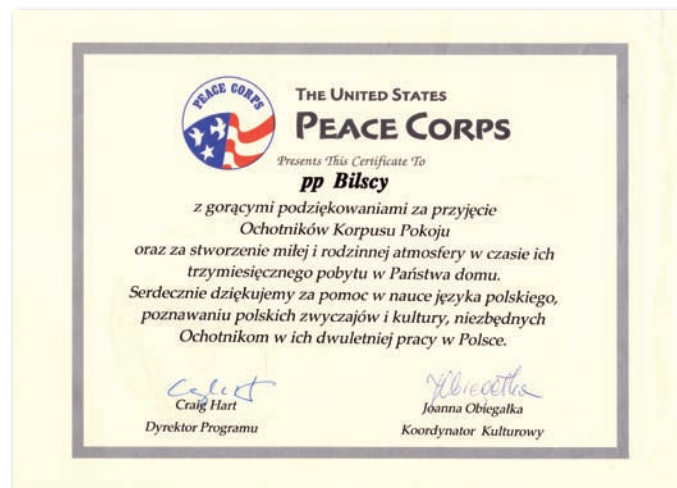 PEACE CORPS
THE UNITED STATES
PEACE CORPS
Presents This Certificate To
pp Bilscy
z gorącymi podziękowaniami za przyjęcie
Ochotników Korpusu Pokoju
oraz za stworzenie miłej i rodzinnej atmosfery w czasie ich
trzymiesięcznego pobytu w Państwa domu.
Serdecznie dziękujemy za pomoc w nauce języka polskiego,
poznawaniu polskich zwyczajów i kultury, niezbędnych
Ochotnikom w ich dwuletniej pracy w Polsce.
Craig Hart
Dyrektor Programu
Joanna Obiegałka
Koordynator Kulturowy